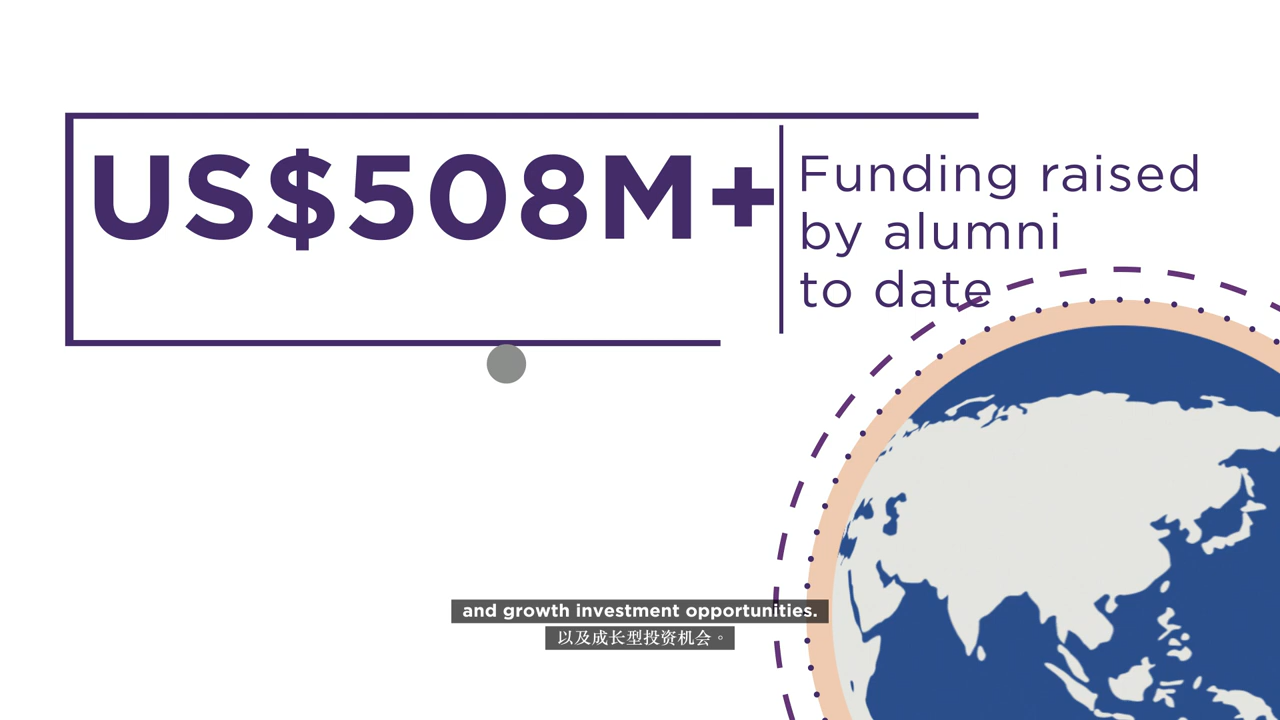 US$508M+
Funding raised
by alumni
to date
and growth investment opportunities.
以及成长型投资机会。